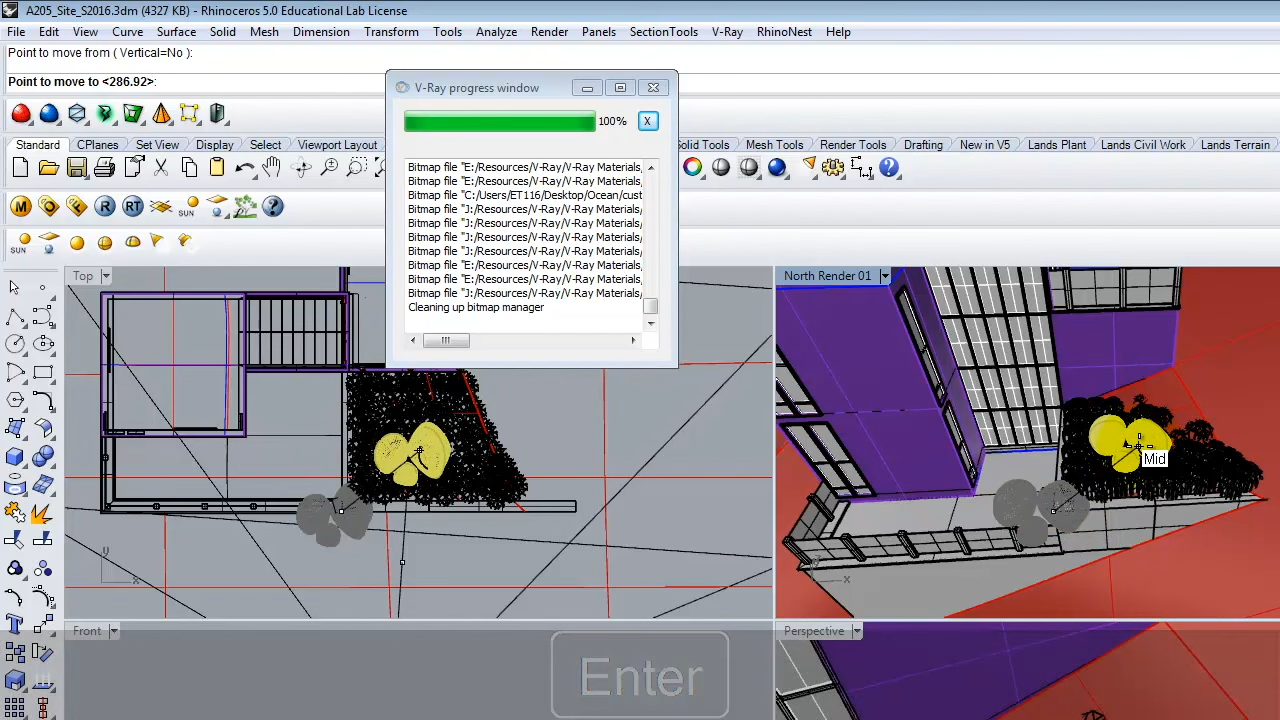 A205_Site_S2016.3dm (4327 KB) - Rhinoceros 5.0 Educational Lab License
File Edit View Curve Surface Solid Mesh Dimension Transform Tools Analyze Render Panels SectionTools V-Ray RhinoNest Help
Point to move from ( Vertical=No ):
Point to move to <286.92>:
V-Ray progress window
100%
X
Standard CPlanes Set View Display Select Viewport Layout
Solid Tools Mesh Tools Render Tools Drafting New in V5 Lands Plant Lands Civil Work Lands Terrain
Bitmap file "E:/Resources/V-Ray/V-Ray Materials,
Bitmap file "E:/Resources/V-Ray/V-Ray Materials,
Bitmap file "C:/Users/ET116/Desktop/Ocean/cust
Bitmap file "J:/Resources/V-Ray/V-Ray Materials/
Bitmap file "J:/Resources/V-Ray/V-Ray Materials/
Bitmap file "J:/Resources/V-Ray/V-Ray Materials/
Bitmap file "J:/Resources/V-Ray/V-Ray Materials/
Bitmap file "E:/Resources/V-Ray/V-Ray Materials,
Bitmap file "E:/Resources/V-Ray/V-Ray Materials,
Bitmap file "J:/Resources/V-Ray/V-Ray Materials/
Cleaning up bitmap manager
M O F R RT SUN
SUN
Top
North Render 01
Mid
y
x
x
Front
Perspective
Enter